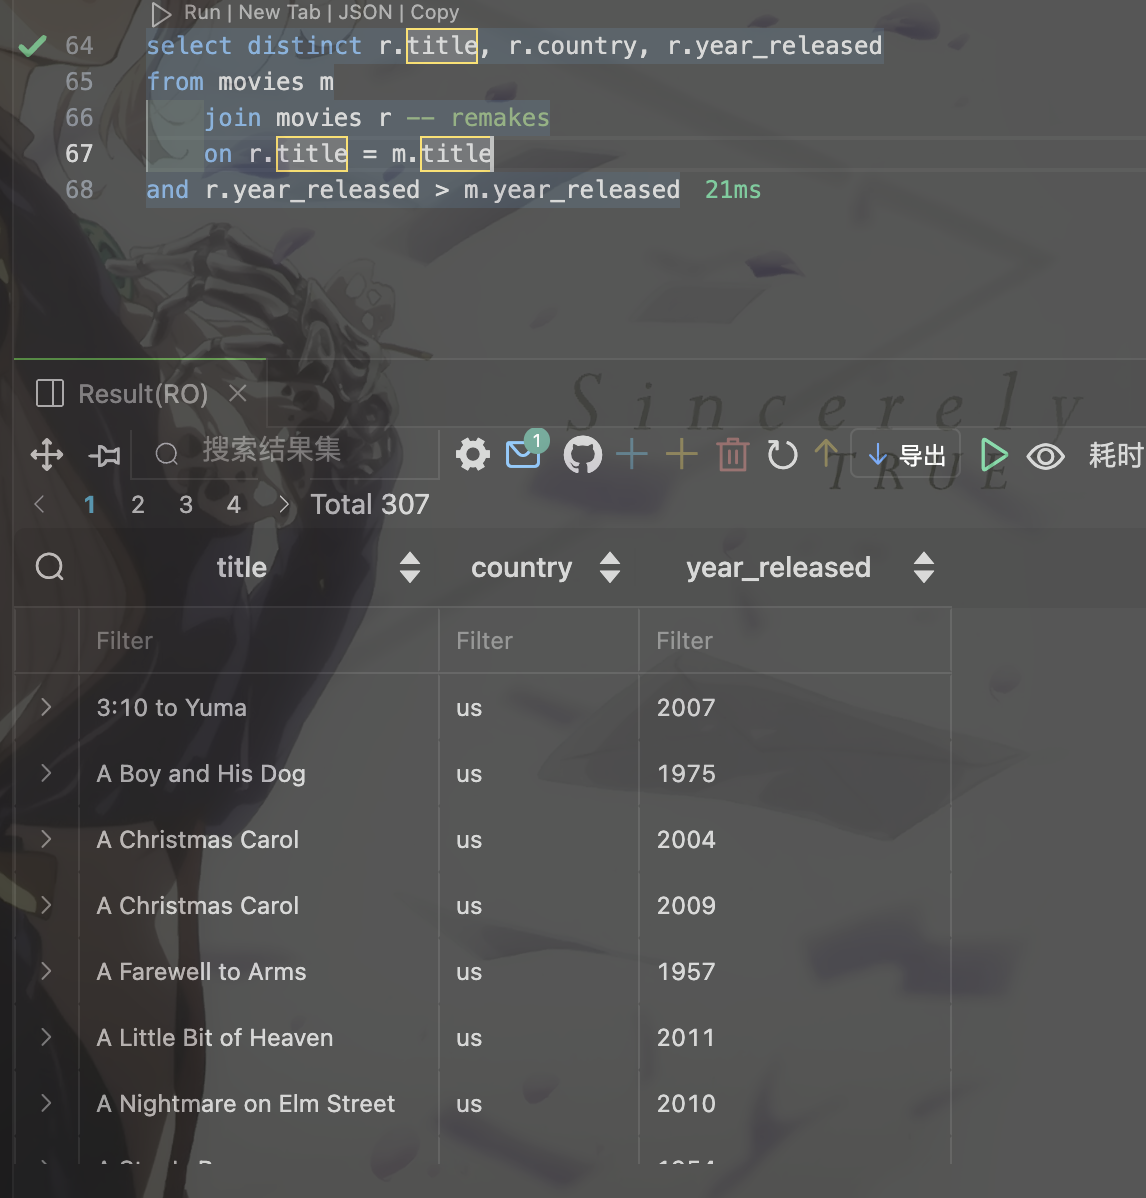 Run | New Tab | JSON | Copy
64 select distinct r.title, r.country, r.year_released
65 from movies m
66 join movies r -- remakes
67 on r.title = m.title
68 and r.year_released > m.year_released 21ms
Sincerely
Result(RO)
搜索结果集 1 导出 耗时
TRUE
1 2 3 4 Total 307
title country year_released
Filter Filter Filter
3:10 to Yuma us 2007
A Boy and His Dog us 1975
A Christmas Carol us 2004
A Christmas Carol us 2009
A Farewell to Arms us 1957
A Little Bit of Heaven us 2011
A Nightmare on Elm Street us 2010